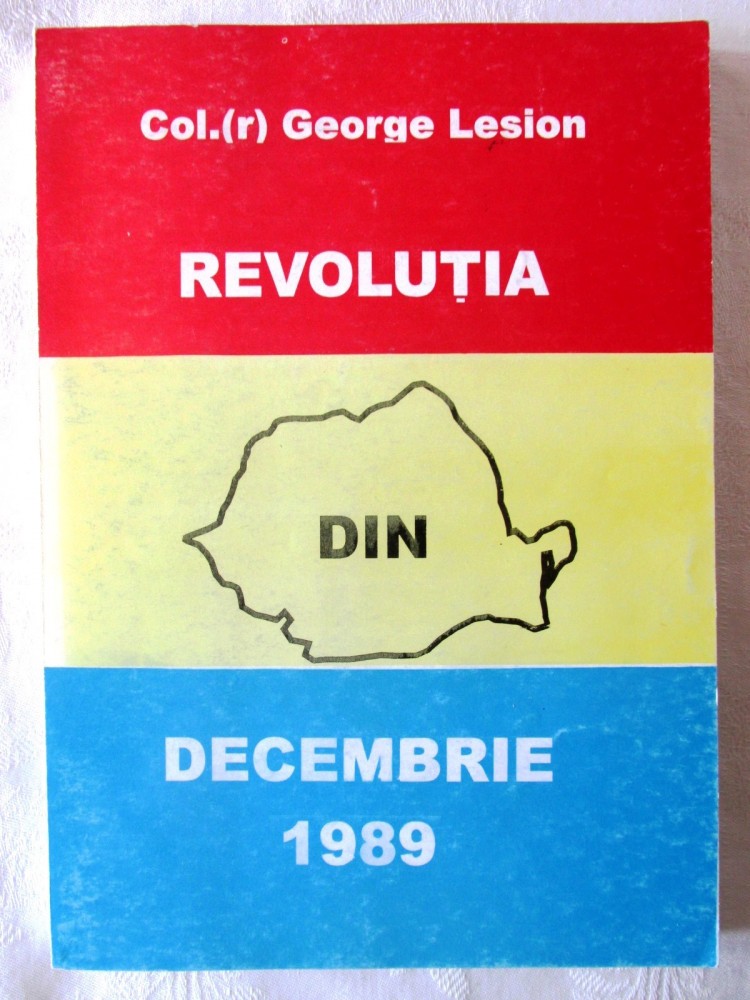 Col.(r) George Lesion
REVOLUȚIA
DIN
DECEMBRIE
1989